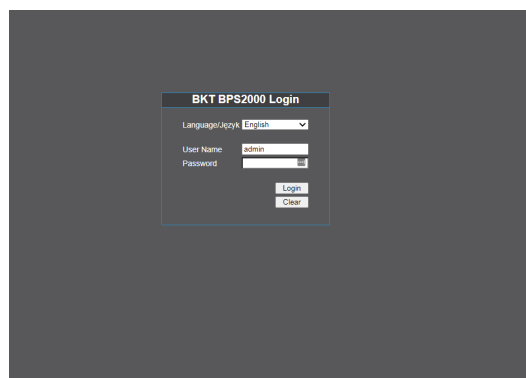 BKT BPS2000 Login
Language/Język English
User Name admin
Password
Login
Clear